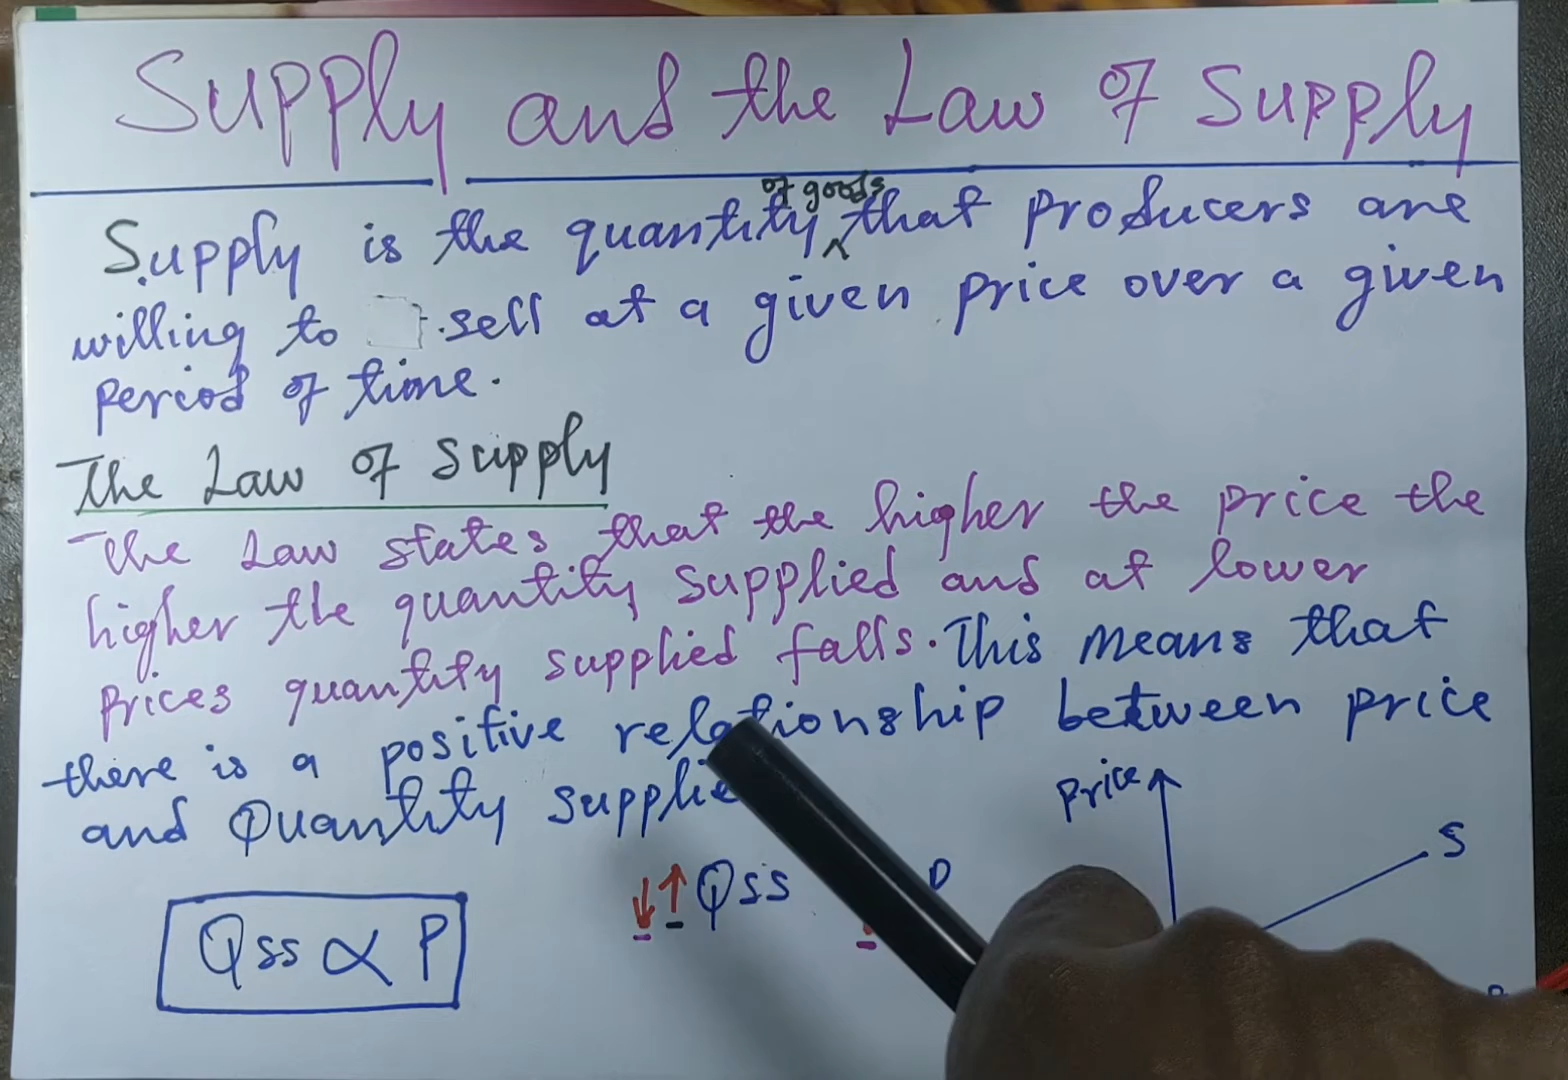 Supply and the Law of Supply
of goods
Supply is the quantity ^ that producers are
willing to sell at a given price over a given
period of time.
The Law of supply
The Law states that the higher the price the
higher the quantity supplied and at lower
prices quantity supplied falls. This means that
there is a positive relationship between price
and Quantity supplie
price
S
↓↑Qss
P
Qss ∝ P